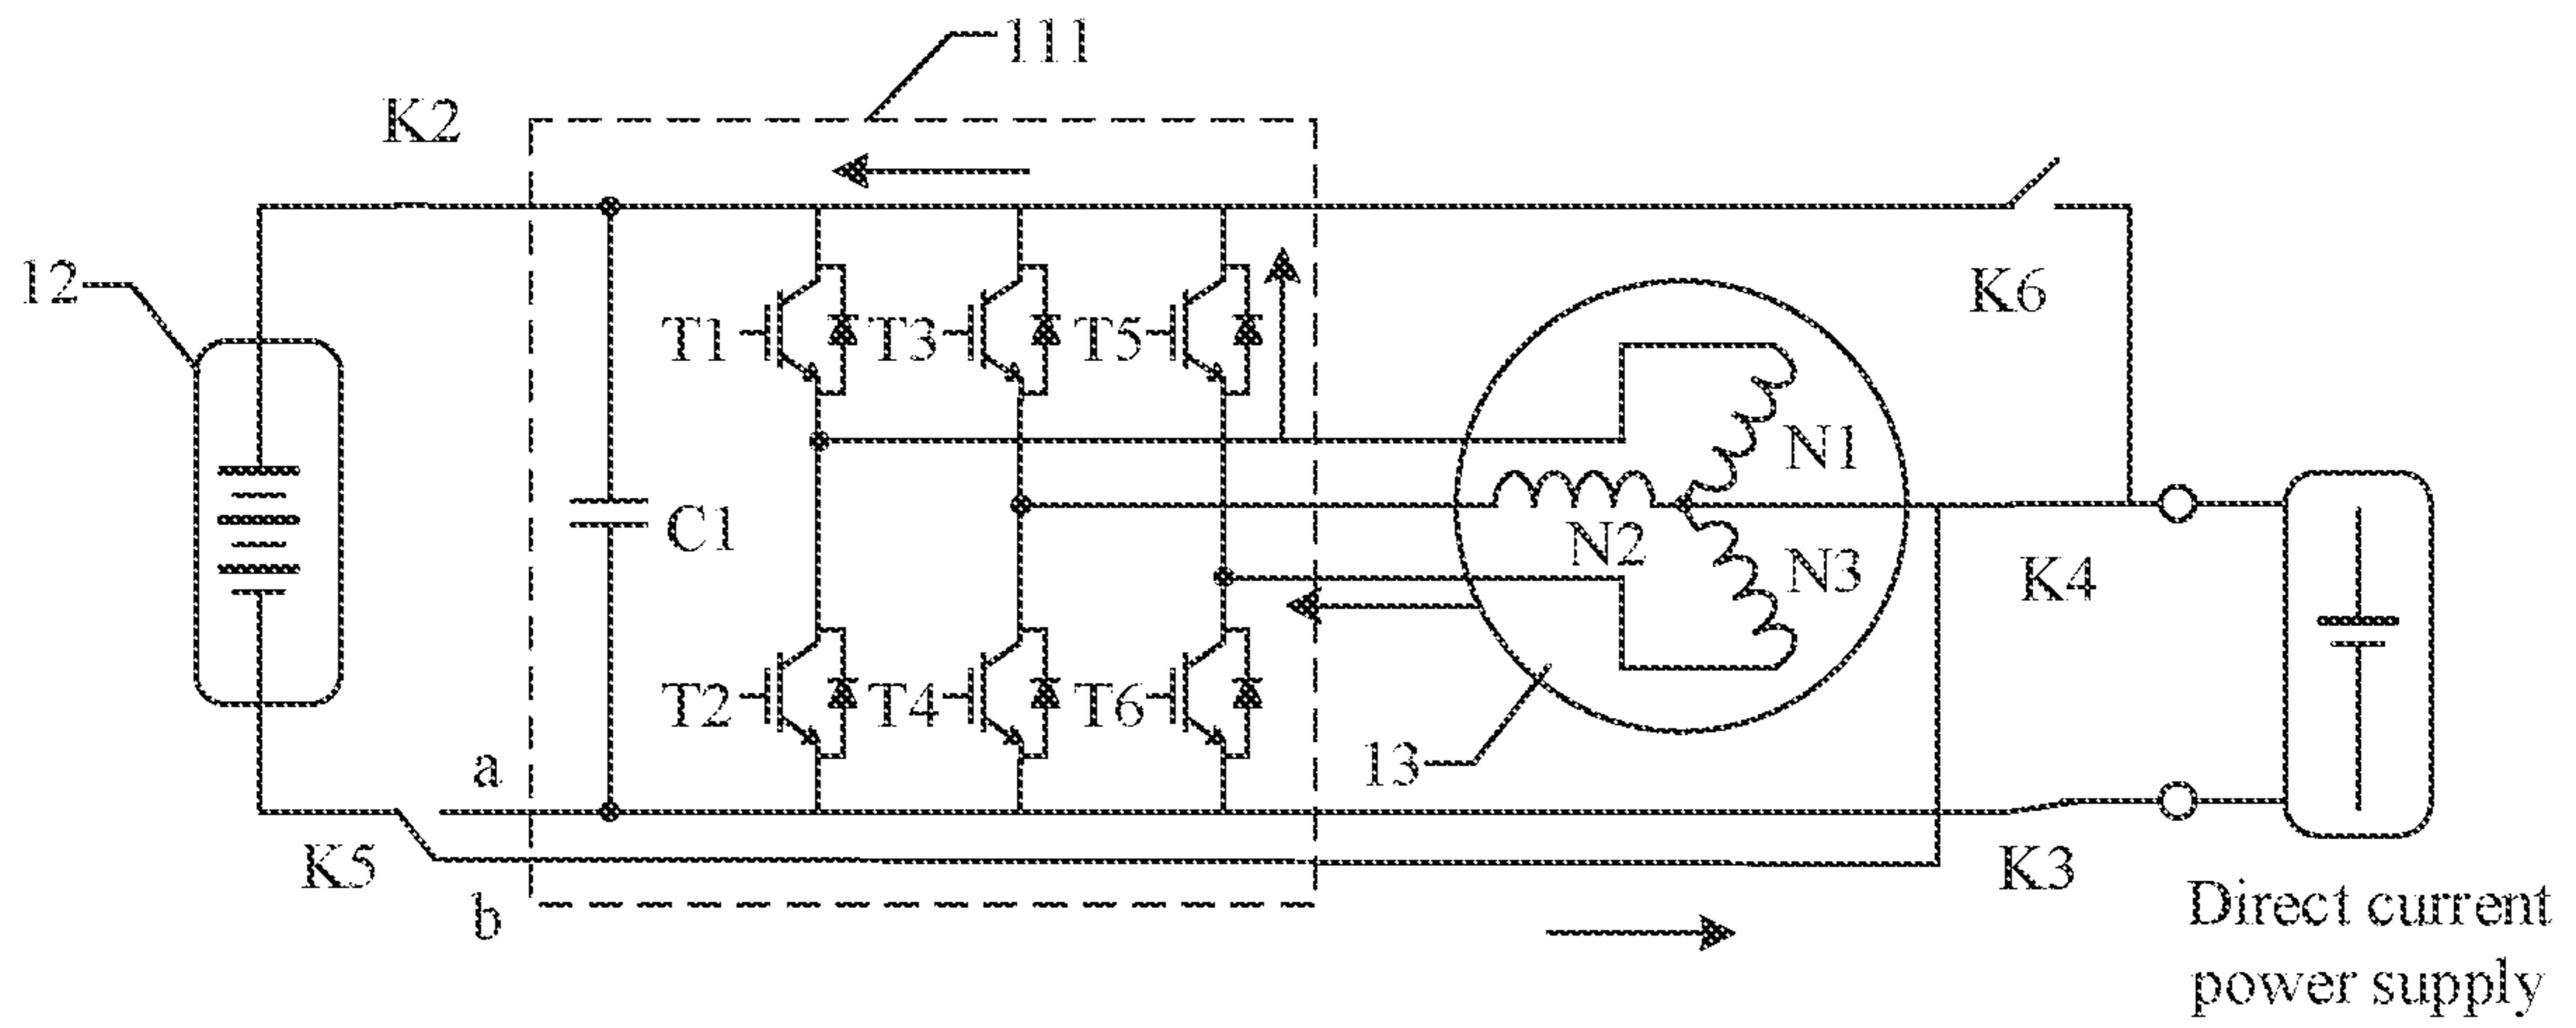 111
K2
12
K6
T1
T3
T5
N1
C1
N2
N3
K4
T2
T4
T6
13
a
K5
K3
b
Direct current
power supply